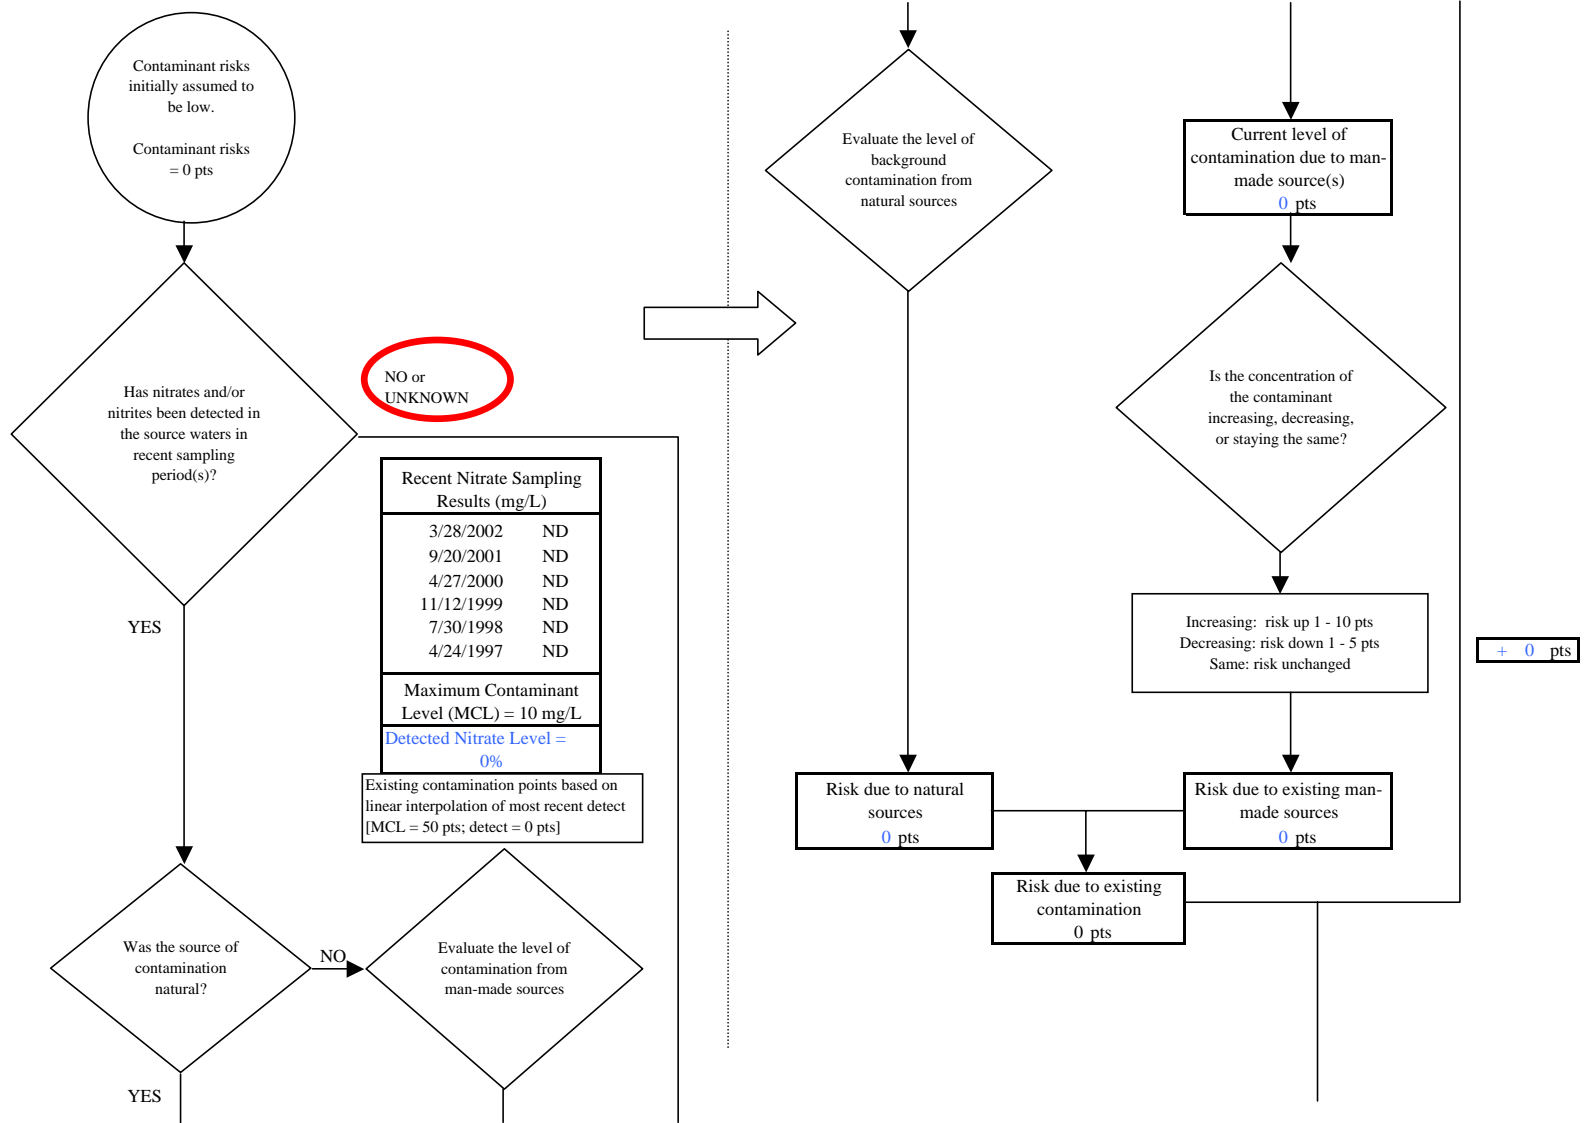 Contaminant risks
initially assumed to
be low.
Contaminant risks
= 0 pts
Has nitrates and/or
nitrites been detected in
the source waters in
recent sampling
period(s)?
NO or
UNKNOWN
YES
Recent Nitrate Sampling
Results (mg/L)
3/28/2002 ND
9/20/2001 ND
4/27/2000 ND
11/12/1999 ND
7/30/1998 ND
4/24/1997 ND
Maximum Contaminant
Level (MCL) = 10 mg/L
Detected Nitrate Level =
0%
Existing contamination points based on
linear interpolation of most recent detect
[MCL = 50 pts; detect = 0 pts]
Was the source of
contamination
natural?
NO
Evaluate the level of
contamination from
man-made sources
YES
Evaluate the level of
background
contamination from
natural sources
Current level of
contamination due to man-
made source(s)
0 pts
Is the concentration of
the contaminant
increasing, decreasing,
or staying the same?
Increasing: risk up 1 - 10 pts
Decreasing: risk down 1 - 5 pts
Same: risk unchanged
+ 0 pts
Risk due to natural
sources
0 pts
Risk due to existing man-
made sources
0 pts
Risk due to existing
contamination
0 pts